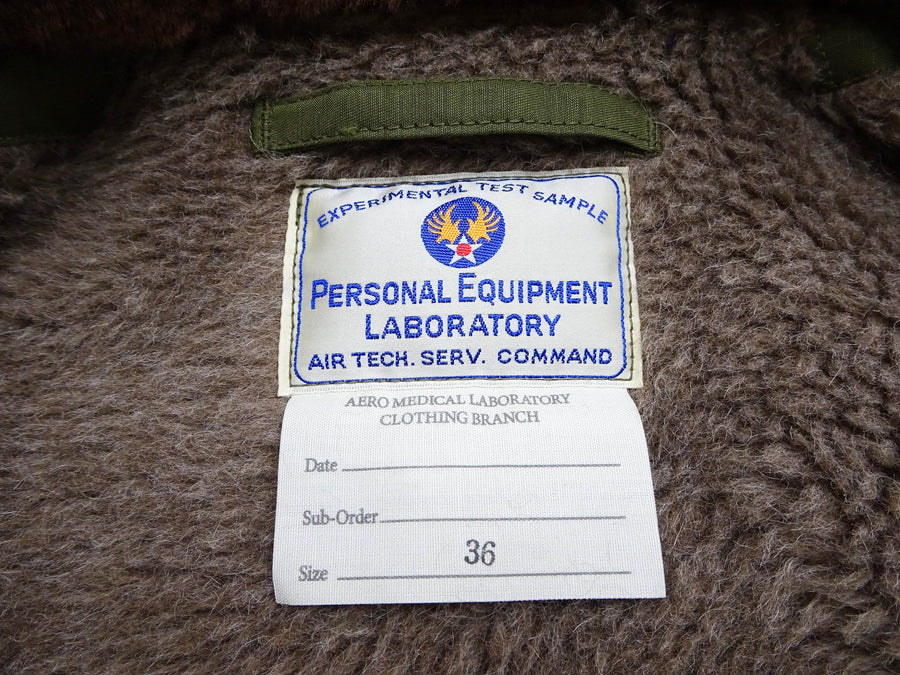 EXPERIMENTAL TEST SAMPLE
PERSONAL EQUIPMENT
LABORATORY
AIR TECH. SERV. COMMAND
AERO MEDICAL LABORATORY
CLOTHING BRANCH
Date
Sub-Order
Size 36